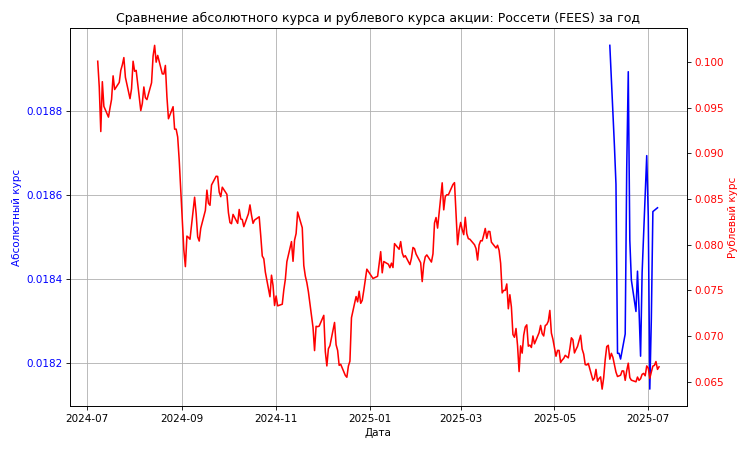 Сравнение абсолютного курса и рублевого курса акции: Россети (FEES) за год
Абсолютный курс
0.0188
0.0186
0.0184
0.0182
0.100
0.095
0.090
0.085
0.080
0.075
0.070
0.065
Рублевый курс
2024-07 2024-09 2024-11 2025-01 2025-03 2025-05 2025-07
Дата